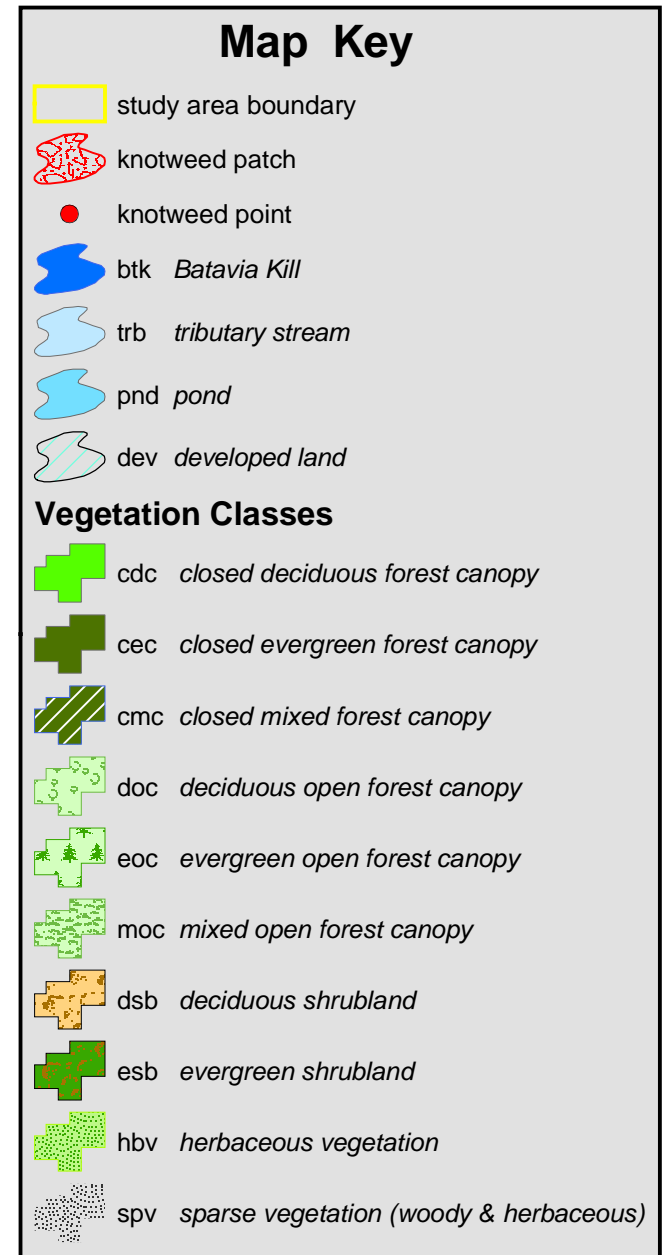 Map Key
study area boundary
knotweed patch
knotweed point
btk Batavia Kill
trb tributary stream
pnd pond
dev developed land
Vegetation Classes
cdc closed deciduous forest canopy
cec closed evergreen forest canopy
cmc closed mixed forest canopy
doc deciduous open forest canopy
eoc evergreen open forest canopy
moc mixed open forest canopy
dsb deciduous shrubland
esb evergreen shrubland
hbv herbaceous vegetation
spv sparse vegetation (woody & herbaceous)